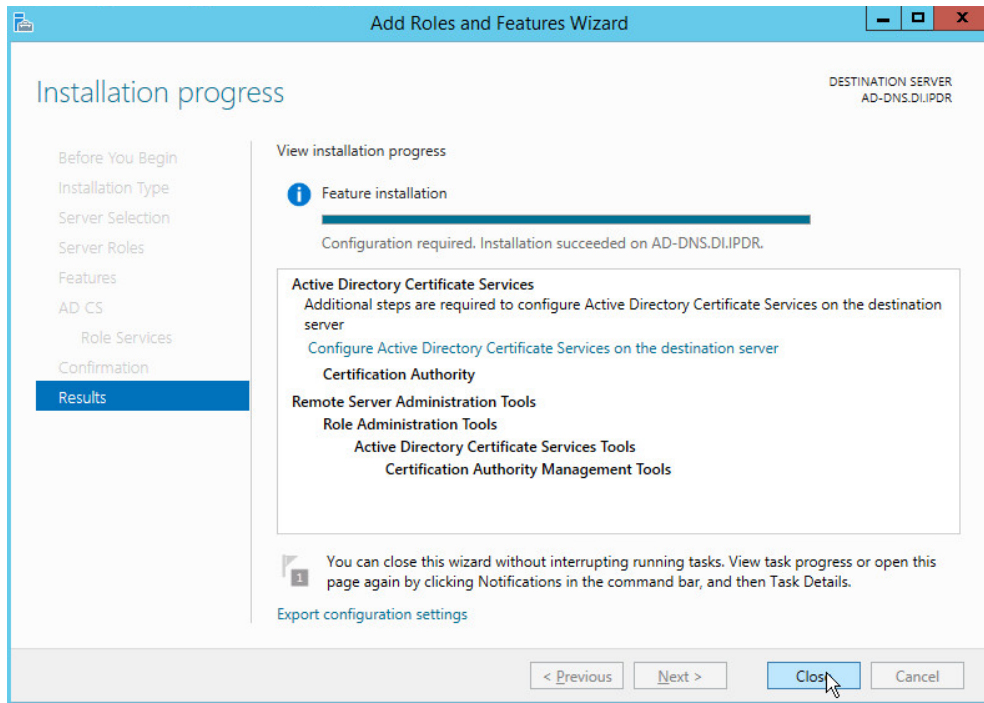 Add Roles and Features Wizard
x
Installation progress
DESTINATION SERVER
AD-DNS.DI.IPDR
Before You Begin
Installation Type
Server Selection
Server Roles
Features
AD CS
Role Services
Confirmation
Results
View installation progress
i Feature installation
Configuration required. Installation succeeded on AD-DNS.DI.IPDR.
Active Directory Certificate Services
Additional steps are required to configure Active Directory Certificate Services on the destination
server
Configure Active Directory Certificate Services on the destination server
Certification Authority
Remote Server Administration Tools
Role Administration Tools
Active Directory Certificate Services Tools
Certification Authority Management Tools
1
You can close this wizard without interrupting running tasks. View task progress or open this
page again by clicking Notifications in the command bar, and then Task Details.
Export configuration settings
< Previous
Next >
Close
Cancel